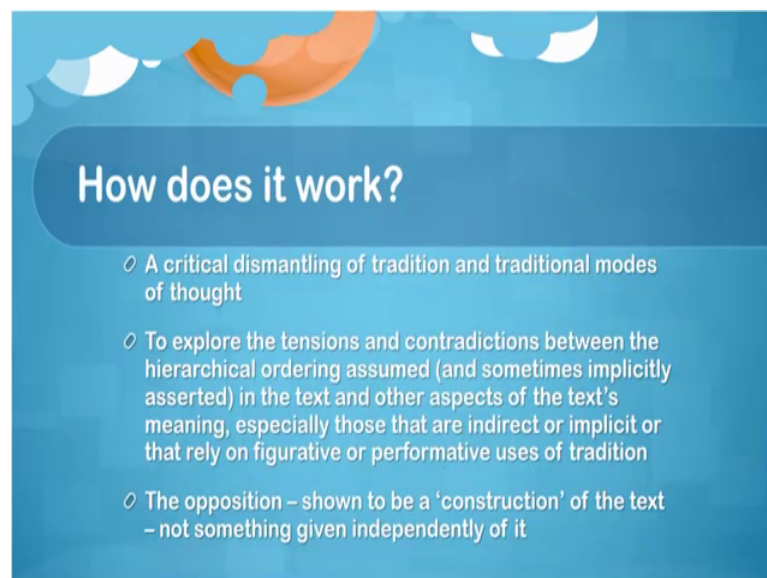 How does it work?
A critical dismantling of tradition and traditional modes
of thought
To explore the tensions and contradictions between the
hierarchical ordering assumed (and sometimes implicitly
asserted) in the text and other aspects of the text's
meaning, especially those that are indirect or implicit or
that rely on figurative or performative uses of tradition
The opposition – shown to be a ‘construction’ of the text
– not something given independently of it